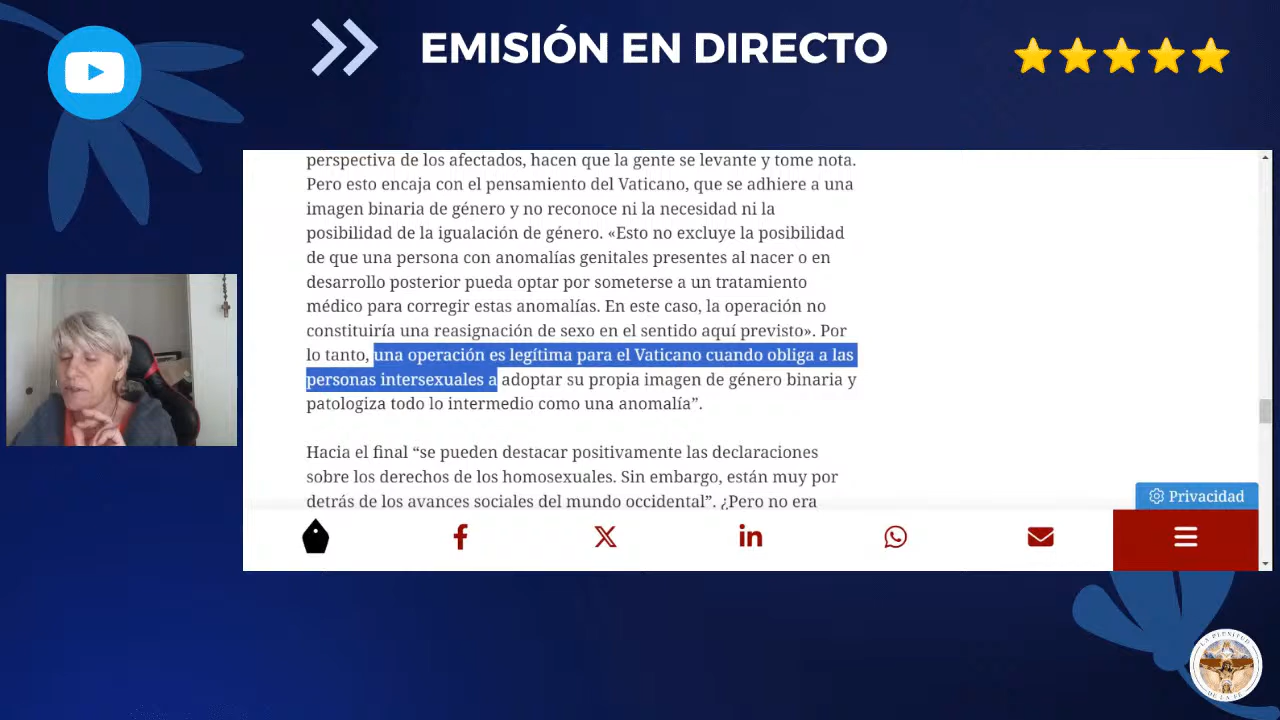 EMISIÓN EN DIRECTO
perspectiva de los afectados, hacen que la gente se levante y tome nota.
Pero esto encaja con el pensamiento del Vaticano, que se adhiere a una
imagen binaria de género y no reconoce ni la necesidad ni la
posibilidad de la igualación de género. «Esto no excluye la posibilidad
de que una persona con anomalías genitales presentes al nacer o en
desarrollo posterior pueda optar por someterse a un tratamiento
médico para corregir estas anomalías. En este caso, la operación no
constituiría una reasignación de sexo en el sentido aquí previsto». Por
lo tanto, una operación es legítima para el Vaticano cuando obliga a las
personas intersexuales a adoptar su propia imagen de género binaria y
patologiza todo lo intermedio como una anomalía”.
Hacia el final “se pueden destacar positivamente las declaraciones
sobre los derechos de los homosexuales. Sin embargo, están muy por
detrás de los avances sociales del mundo occidental”. ¿Pero no era
Privacidad
LA PLENITUD
DE LA FE